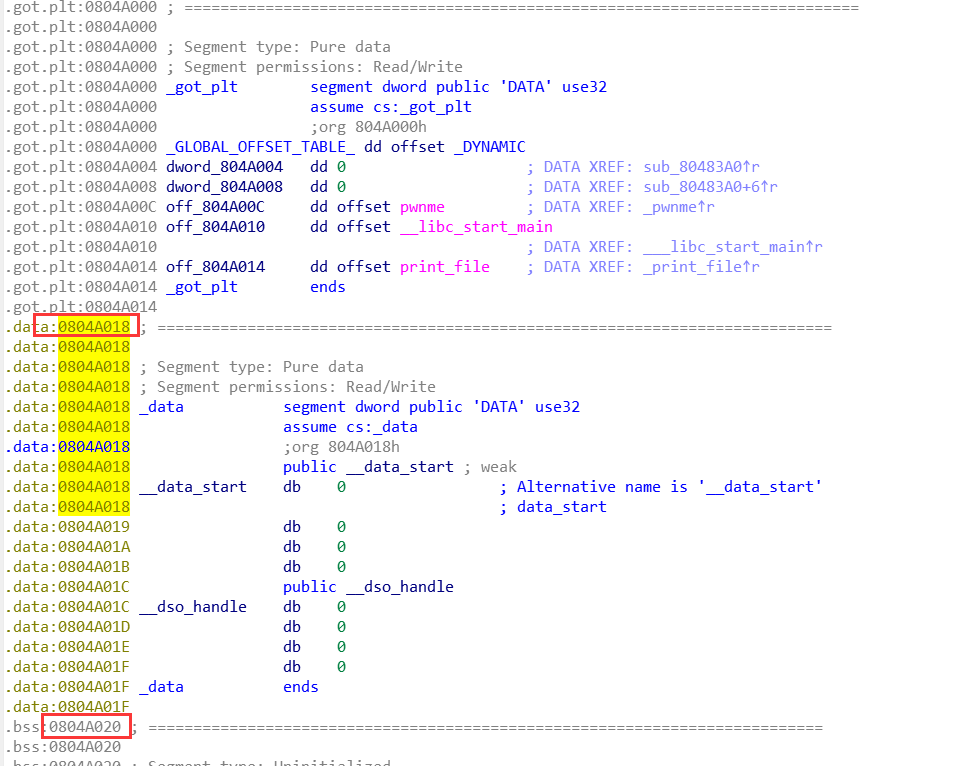 .got.plt:0804A000 ; ===========================================================================
.got.plt:0804A000
.got.plt:0804A000 ; Segment type: Pure data
.got.plt:0804A000 ; Segment permissions: Read/Write
.got.plt:0804A000 _got_plt        segment dword public 'DATA' use32
.got.plt:0804A000                 assume cs:_got_plt
.got.plt:0804A000                 ;org 804A000h
.got.plt:0804A000 _GLOBAL_OFFSET_TABLE_ dd offset _DYNAMIC
.got.plt:0804A004 dword_804A004   dd 0                    ; DATA XREF: sub_80483A0↑r
.got.plt:0804A008 dword_804A008   dd 0                    ; DATA XREF: sub_80483A0+6↑r
.got.plt:0804A00C off_804A00C     dd offset pwnme         ; DATA XREF: _pwnme↑r
.got.plt:0804A010 off_804A010     dd offset __libc_start_main
.got.plt:0804A010                                         ; DATA XREF: ___libc_start_main↑r
.got.plt:0804A014 off_804A014     dd offset print_file    ; DATA XREF: _print_file↑r
.got.plt:0804A014 _got_plt        ends
.got.plt:0804A014
.data:0804A018 ; ===========================================================================
.data:0804A018
.data:0804A018 ; Segment type: Pure data
.data:0804A018 ; Segment permissions: Read/Write
.data:0804A018 _data           segment dword public 'DATA' use32
.data:0804A018                 assume cs:_data
.data:0804A018                 ;org 804A018h
.data:0804A018                 public __data_start ; weak
.data:0804A018 __data_start    db    0                 ; Alternative name is '__data_start'
.data:0804A018                                         ; data_start
.data:0804A019                 db    0
.data:0804A01A                 db    0
.data:0804A01B                 db    0
.data:0804A01C                 public __dso_handle
.data:0804A01C __dso_handle    db    0
.data:0804A01D                 db    0
.data:0804A01E                 db    0
.data:0804A01F                 db    0
.data:0804A01F _data           ends
.data:0804A01F
.bss:0804A020 ; ===========================================================================
.bss:0804A020
.bss:0804A020 ; Segment type: Uninitialized